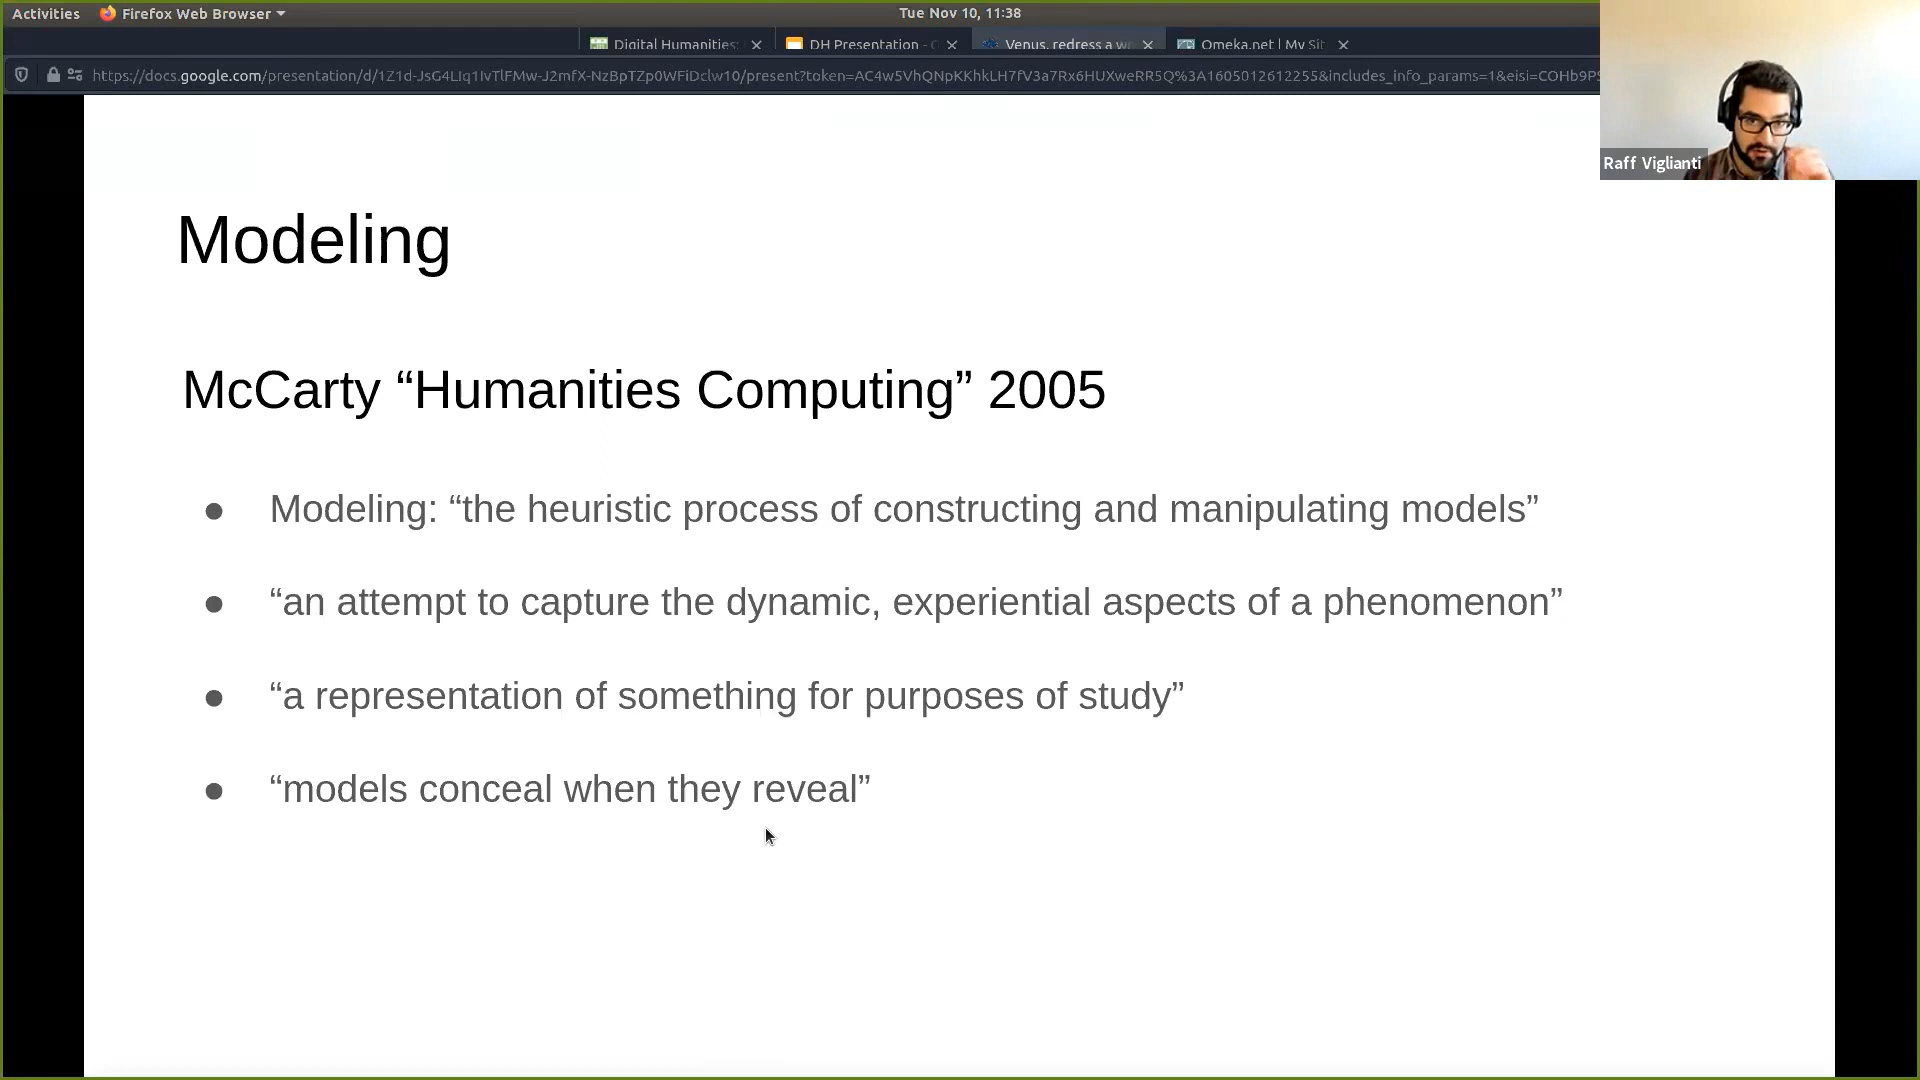 Activities Firefox Web Browser Tue Nov 10, 11:38
Digital Humanities: DH Presentation - Venus, redress a w Omeka.net | My Sit
Raff Viglianti
Modeling
McCarty “Humanities Computing” 2005
● Modeling: “the heuristic process of constructing and manipulating models”
● “an attempt to capture the dynamic, experiential aspects of a phenomenon”
● “a representation of something for purposes of study”
● “models conceal when they reveal”